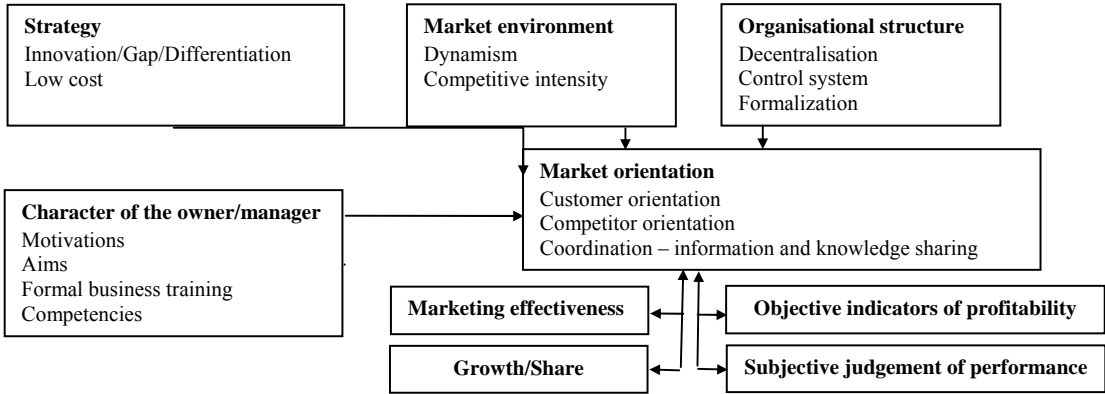 Strategy
Innovation/Gap/Differentiation
Low cost
Market environment
Dynamism
Competitive intensity
Organisational structure
Decentralisation
Control system
Formalization
Market orientation
Customer orientation
Competitor orientation
Coordination – information and knowledge sharing
Character of the owner/manager
Motivations
Aims
Formal business training
Competencies
Marketing effectiveness
Objective indicators of profitability
Growth/Share
Subjective judgement of performance